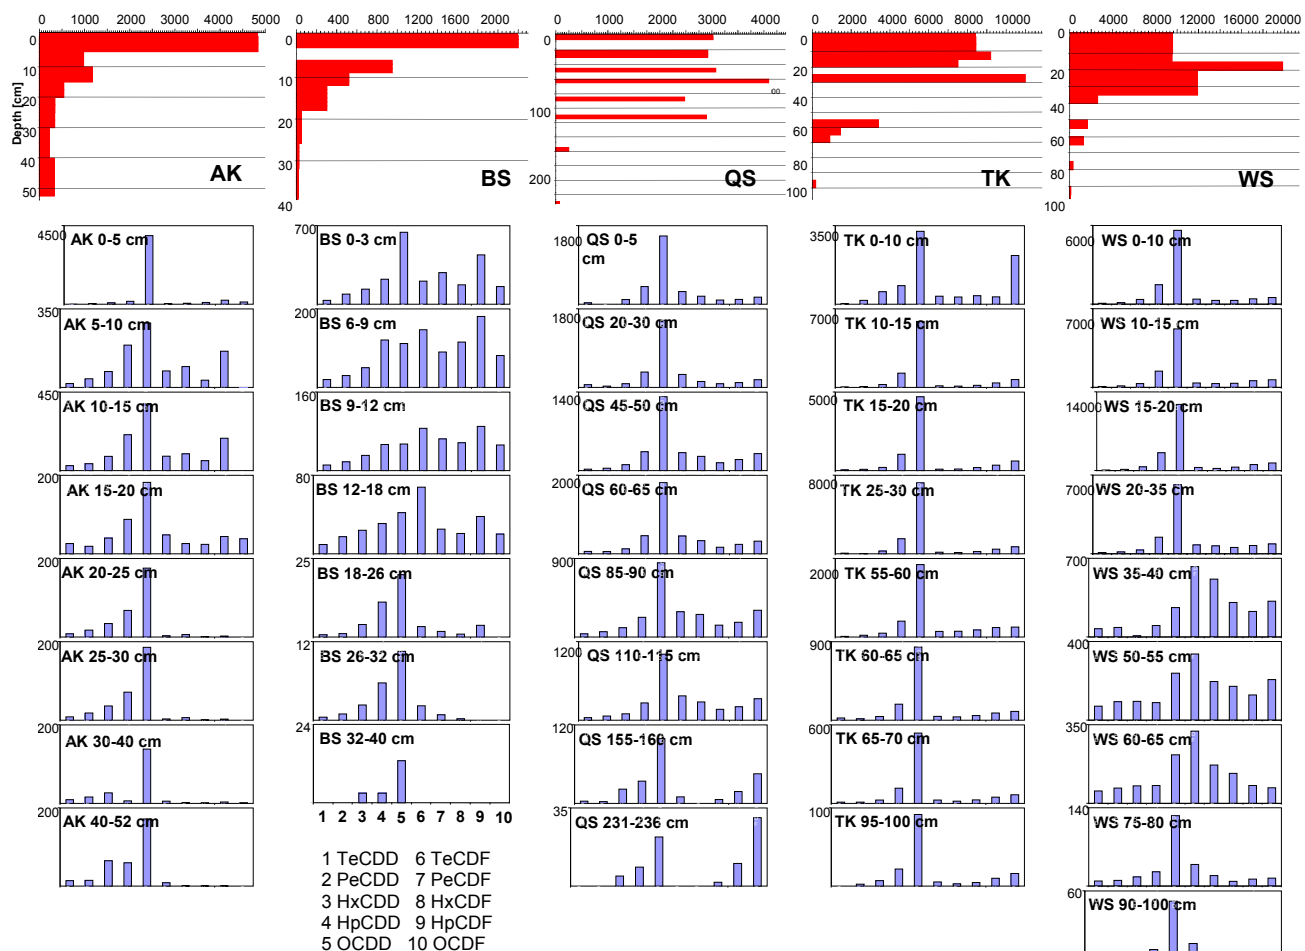 0 1000 2000 3000 4000 5000
0 1000 2000
0 1000 2000 3000 4000
0 2000 4000 6000 8000 10000
0 4000 8000 12000 16000 20000
Depth [cm]
0
10
20
30
40
50
AK
0
10
20
30
40
BS
0
100
200
QS
0
20
40
60
80
100
TK
0
20
40
60
80
100
WS
4500 AK 0-5 cm
350 AK 5-10 cm
450 AK 10-15 cm
200 AK 15-20 cm
200 AK 20-25 cm
200 AK 25-30 cm
200 AK 30-40 cm
200 AK 40-52 cm
700 BS 0-3 cm
200 BS 6-9 cm
160 BS 9-12 cm
80 BS 12-18 cm
25 BS 18-26 cm
12 BS 26-32 cm
24 BS 32-40 cm
1 2 3 4 5 6 7 8 9 10
1 TeCDD 6 TeCDF
2 PeCDD 7 PeCDF
3 HxCDD 8 HxCDF
4 HpCDD 9 HpCDF
5 OCDD 10 OCDF
1800 QS 0-5
cm
1800 QS 20-30 cm
1400 QS 45-50 cm
2000 QS 60-65 cm
900 QS 85-90 cm
1200 QS 110-115 cm
120 QS 155-160 cm
35 QS 231-236 cm
3500 TK 0-10 cm
7000 TK 10-15 cm
5000 TK 15-20 cm
8000 TK 25-30 cm
2000 TK 55-60 cm
900 TK 60-65 cm
600 TK 65-70 cm
100 TK 95-100 cm
6000 WS 0-10 cm
7000 WS 10-15 cm
14000 WS 15-20 cm
7000 WS 20-35 cm
700 WS 35-40 cm
400 WS 50-55 cm
350 WS 60-65 cm
140 WS 75-80 cm
60 WS 90-100 cm